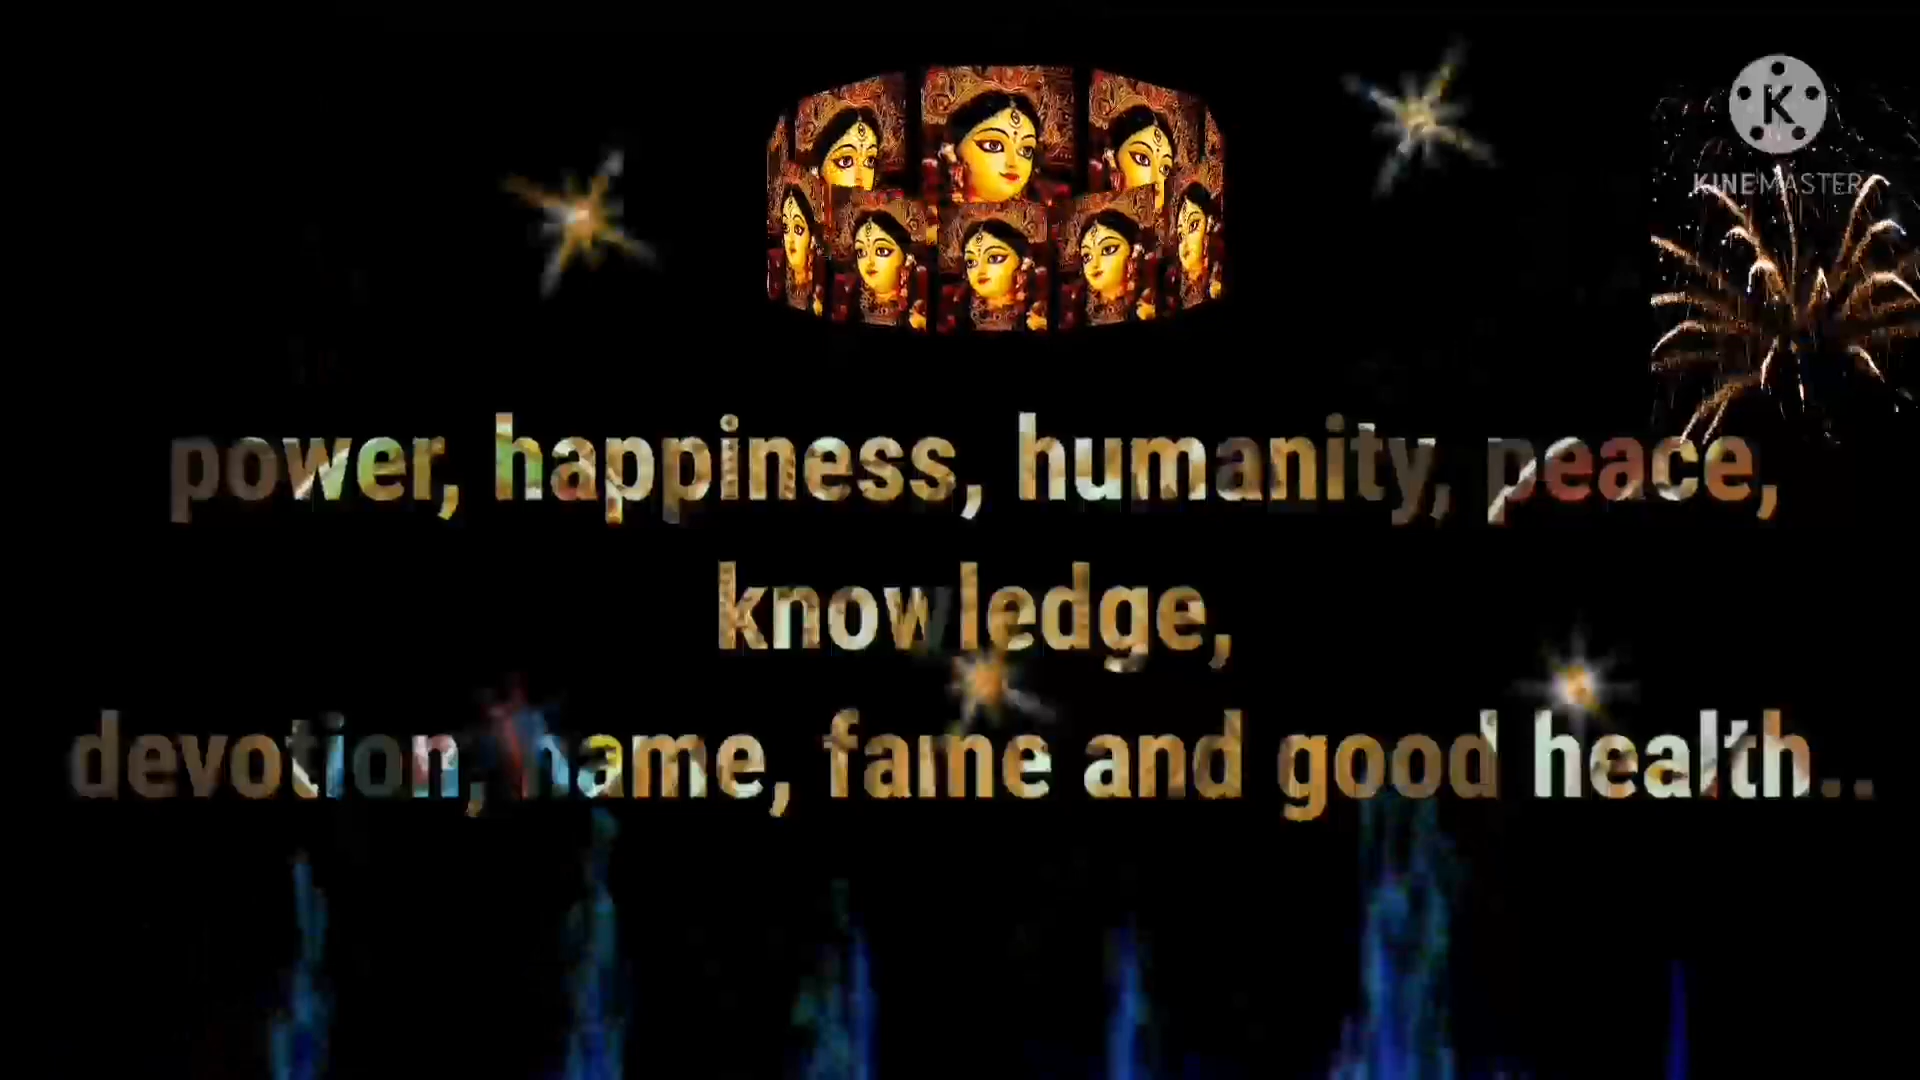 K
KINEMASTER
power, happiness, humanity, peace,
knowledge,
devotion, name, fame and good health..